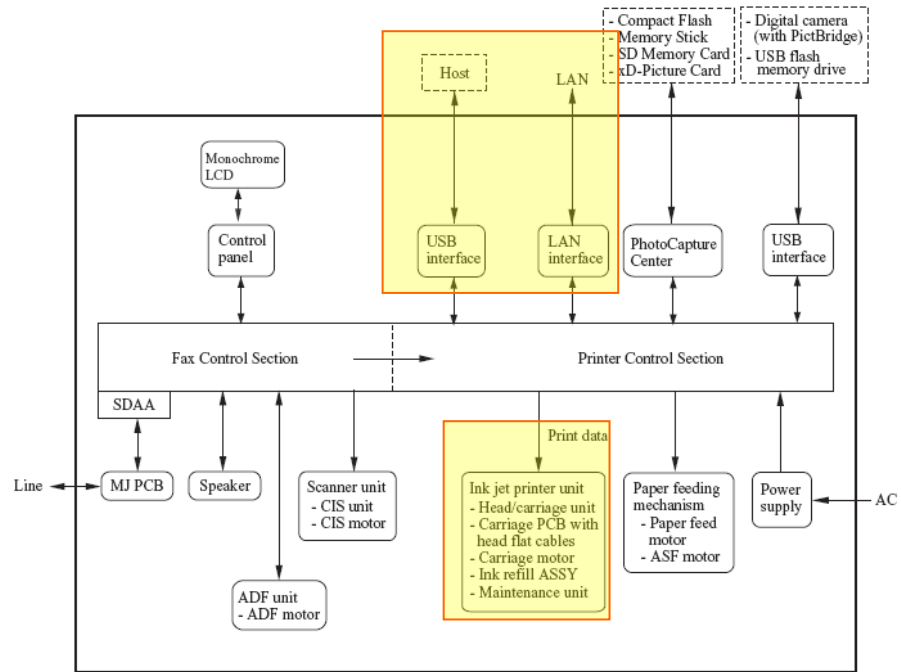 - Compact Flash
- Memory Stick
- SD Memory Card
- xD-Picture Card
- Digital camera
(with PictBridge)
- USB flash
memory drive
Host
LAN
Monochrome
LCD
Control
panel
USB
interface
LAN
interface
PhotoCapture
Center
USB
interface
Fax Control Section
Printer Control Section
SDAA
Print data
Line
MJ PCB
Speaker
Scanner unit
- CIS unit
- CIS motor
Ink jet printer unit
- Head/carriage unit
- Carriage PCB with
head flat cables
- Carriage motor
- Ink refill ASSY
- Maintenance unit
Paper feeding
mechanism
- Paper feed
motor
- ASF motor
Power
supply
AC
ADF unit
- ADF motor